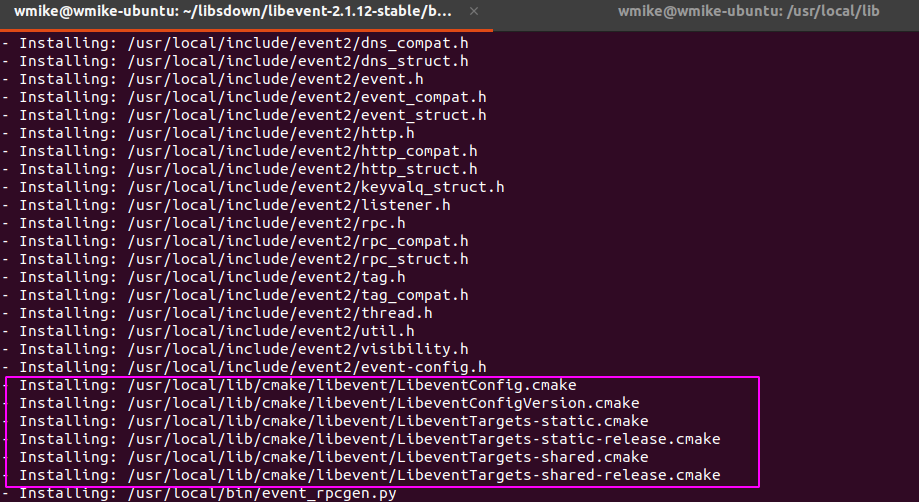 wmike@wmike-ubuntu: ~/libsdown/libevent-2.1.12-stable/b... × wmike@wmike-ubuntu: /usr/local/lib
- Installing: /usr/local/include/event2/dns_compat.h
- Installing: /usr/local/include/event2/dns_struct.h
- Installing: /usr/local/include/event2/event.h
- Installing: /usr/local/include/event2/event_compat.h
- Installing: /usr/local/include/event2/event_struct.h
- Installing: /usr/local/include/event2/http.h
- Installing: /usr/local/include/event2/http_compat.h
- Installing: /usr/local/include/event2/http_struct.h
- Installing: /usr/local/include/event2/keyvalq_struct.h
- Installing: /usr/local/include/event2/listener.h
- Installing: /usr/local/include/event2/rpc.h
- Installing: /usr/local/include/event2/rpc_compat.h
- Installing: /usr/local/include/event2/rpc_struct.h
- Installing: /usr/local/include/event2/tag.h
- Installing: /usr/local/include/event2/tag_compat.h
- Installing: /usr/local/include/event2/thread.h
- Installing: /usr/local/include/event2/util.h
- Installing: /usr/local/include/event2/visibility.h
- Installing: /usr/local/include/event2/event-config.h
- Installing: /usr/local/lib/cmake/libevent/LibeventConfig.cmake
- Installing: /usr/local/lib/cmake/libevent/LibeventConfigVersion.cmake
- Installing: /usr/local/lib/cmake/libevent/LibeventTargets-static.cmake
- Installing: /usr/local/lib/cmake/libevent/LibeventTargets-static-release.cmake
- Installing: /usr/local/lib/cmake/libevent/LibeventTargets-shared.cmake
- Installing: /usr/local/lib/cmake/libevent/LibeventTargets-shared-release.cmake
- Installing: /usr/local/bin/event_rpcgen.py